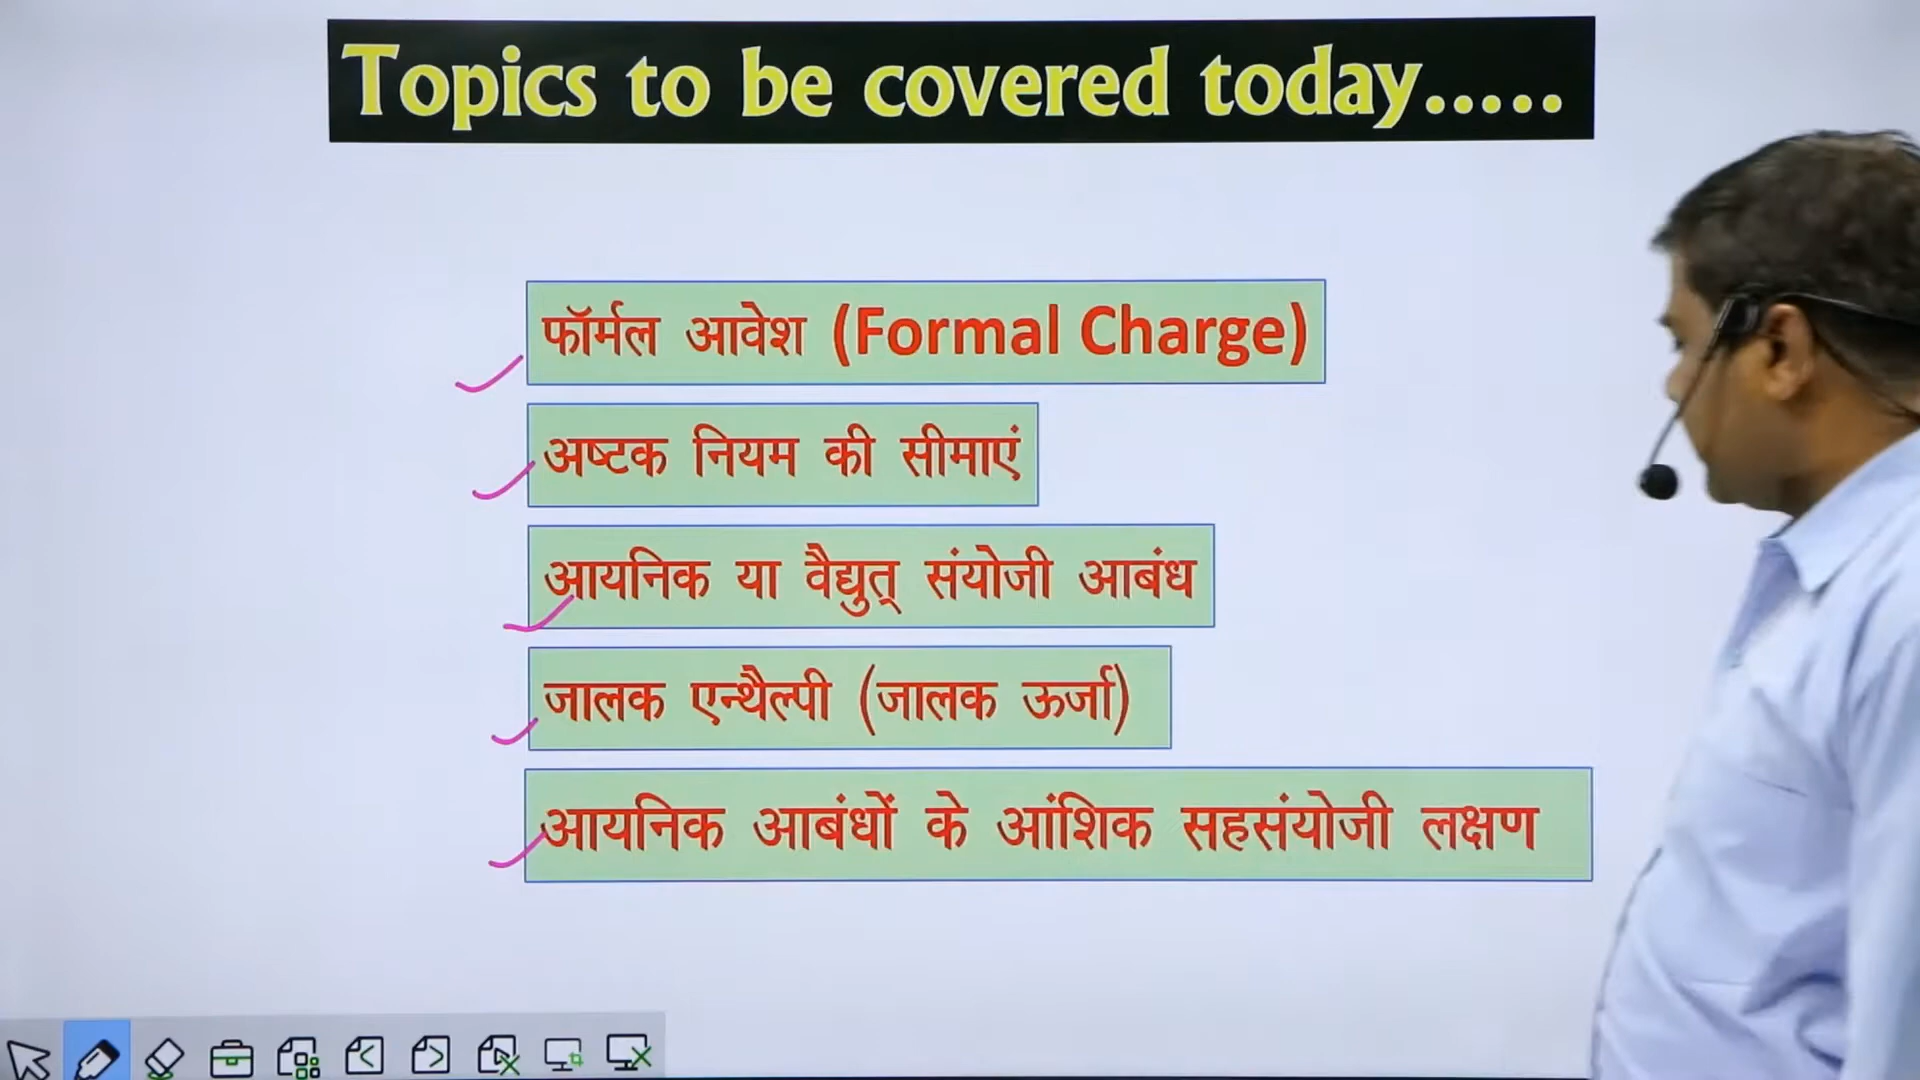 Topics to be covered today.....
फॉर्मल आवेश (Formal Charge)
अष्टक नियम की सीमाएं
आयनिक या वैद्युत् संयोजी आबंध
जालक एन्थैल्पी (जालक ऊर्जा)
आयनिक आबंधों के आंशिक सहसंयोजी लक्षण